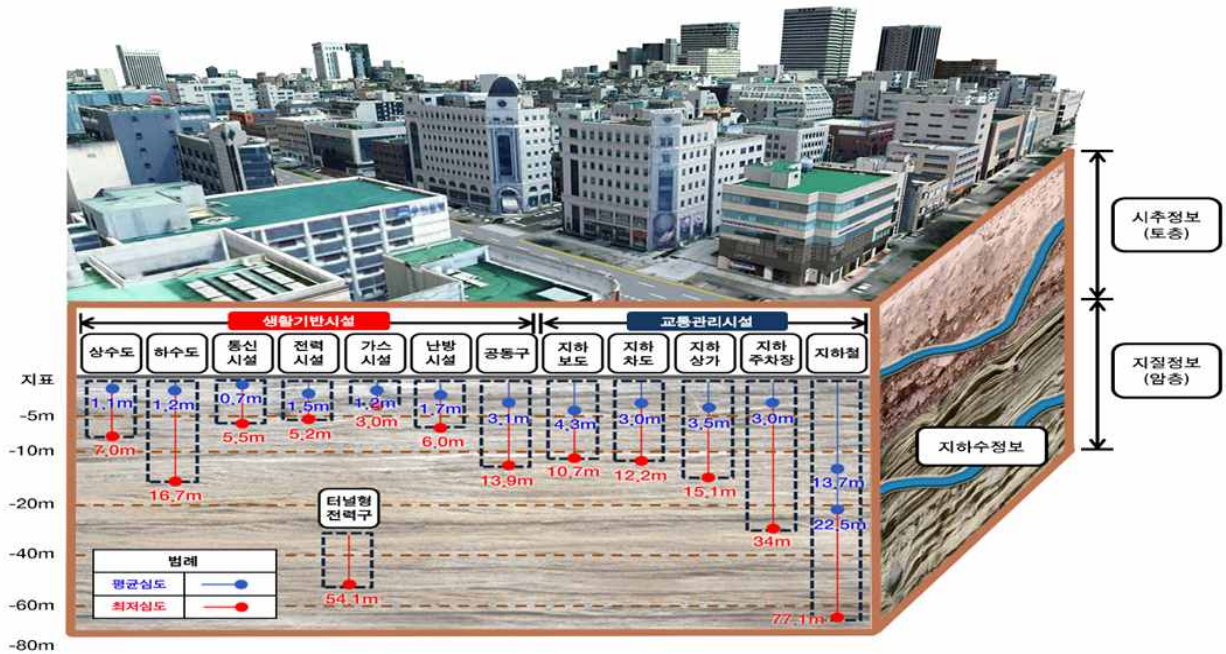 시추정보
(토층)
지질정보
(암층)
지하수정보
생활기반시설
교통관리시설
상수도
하수도
통신
시설
전력
시설
가스
시설
난방
시설
공동구
지하
보도
지하
차도
지하
상가
지하
주차장
지하철
지표
-5m
-10m
-20m
-40m
-60m
-80m
1.1m
7.0m
1.2m
16.7m
0.7m
5.5m
1.5m
5.2m
1.2m
3.0m
1.7m
6.0m
3.1m
13.9m
4.3m
10.7m
3.0m
12.2m
3.5m
15.1m
3.0m
34m
13.7m
22.5m
77.1m
터널형
전력구
54.1m
범례
평균심도
최저심도